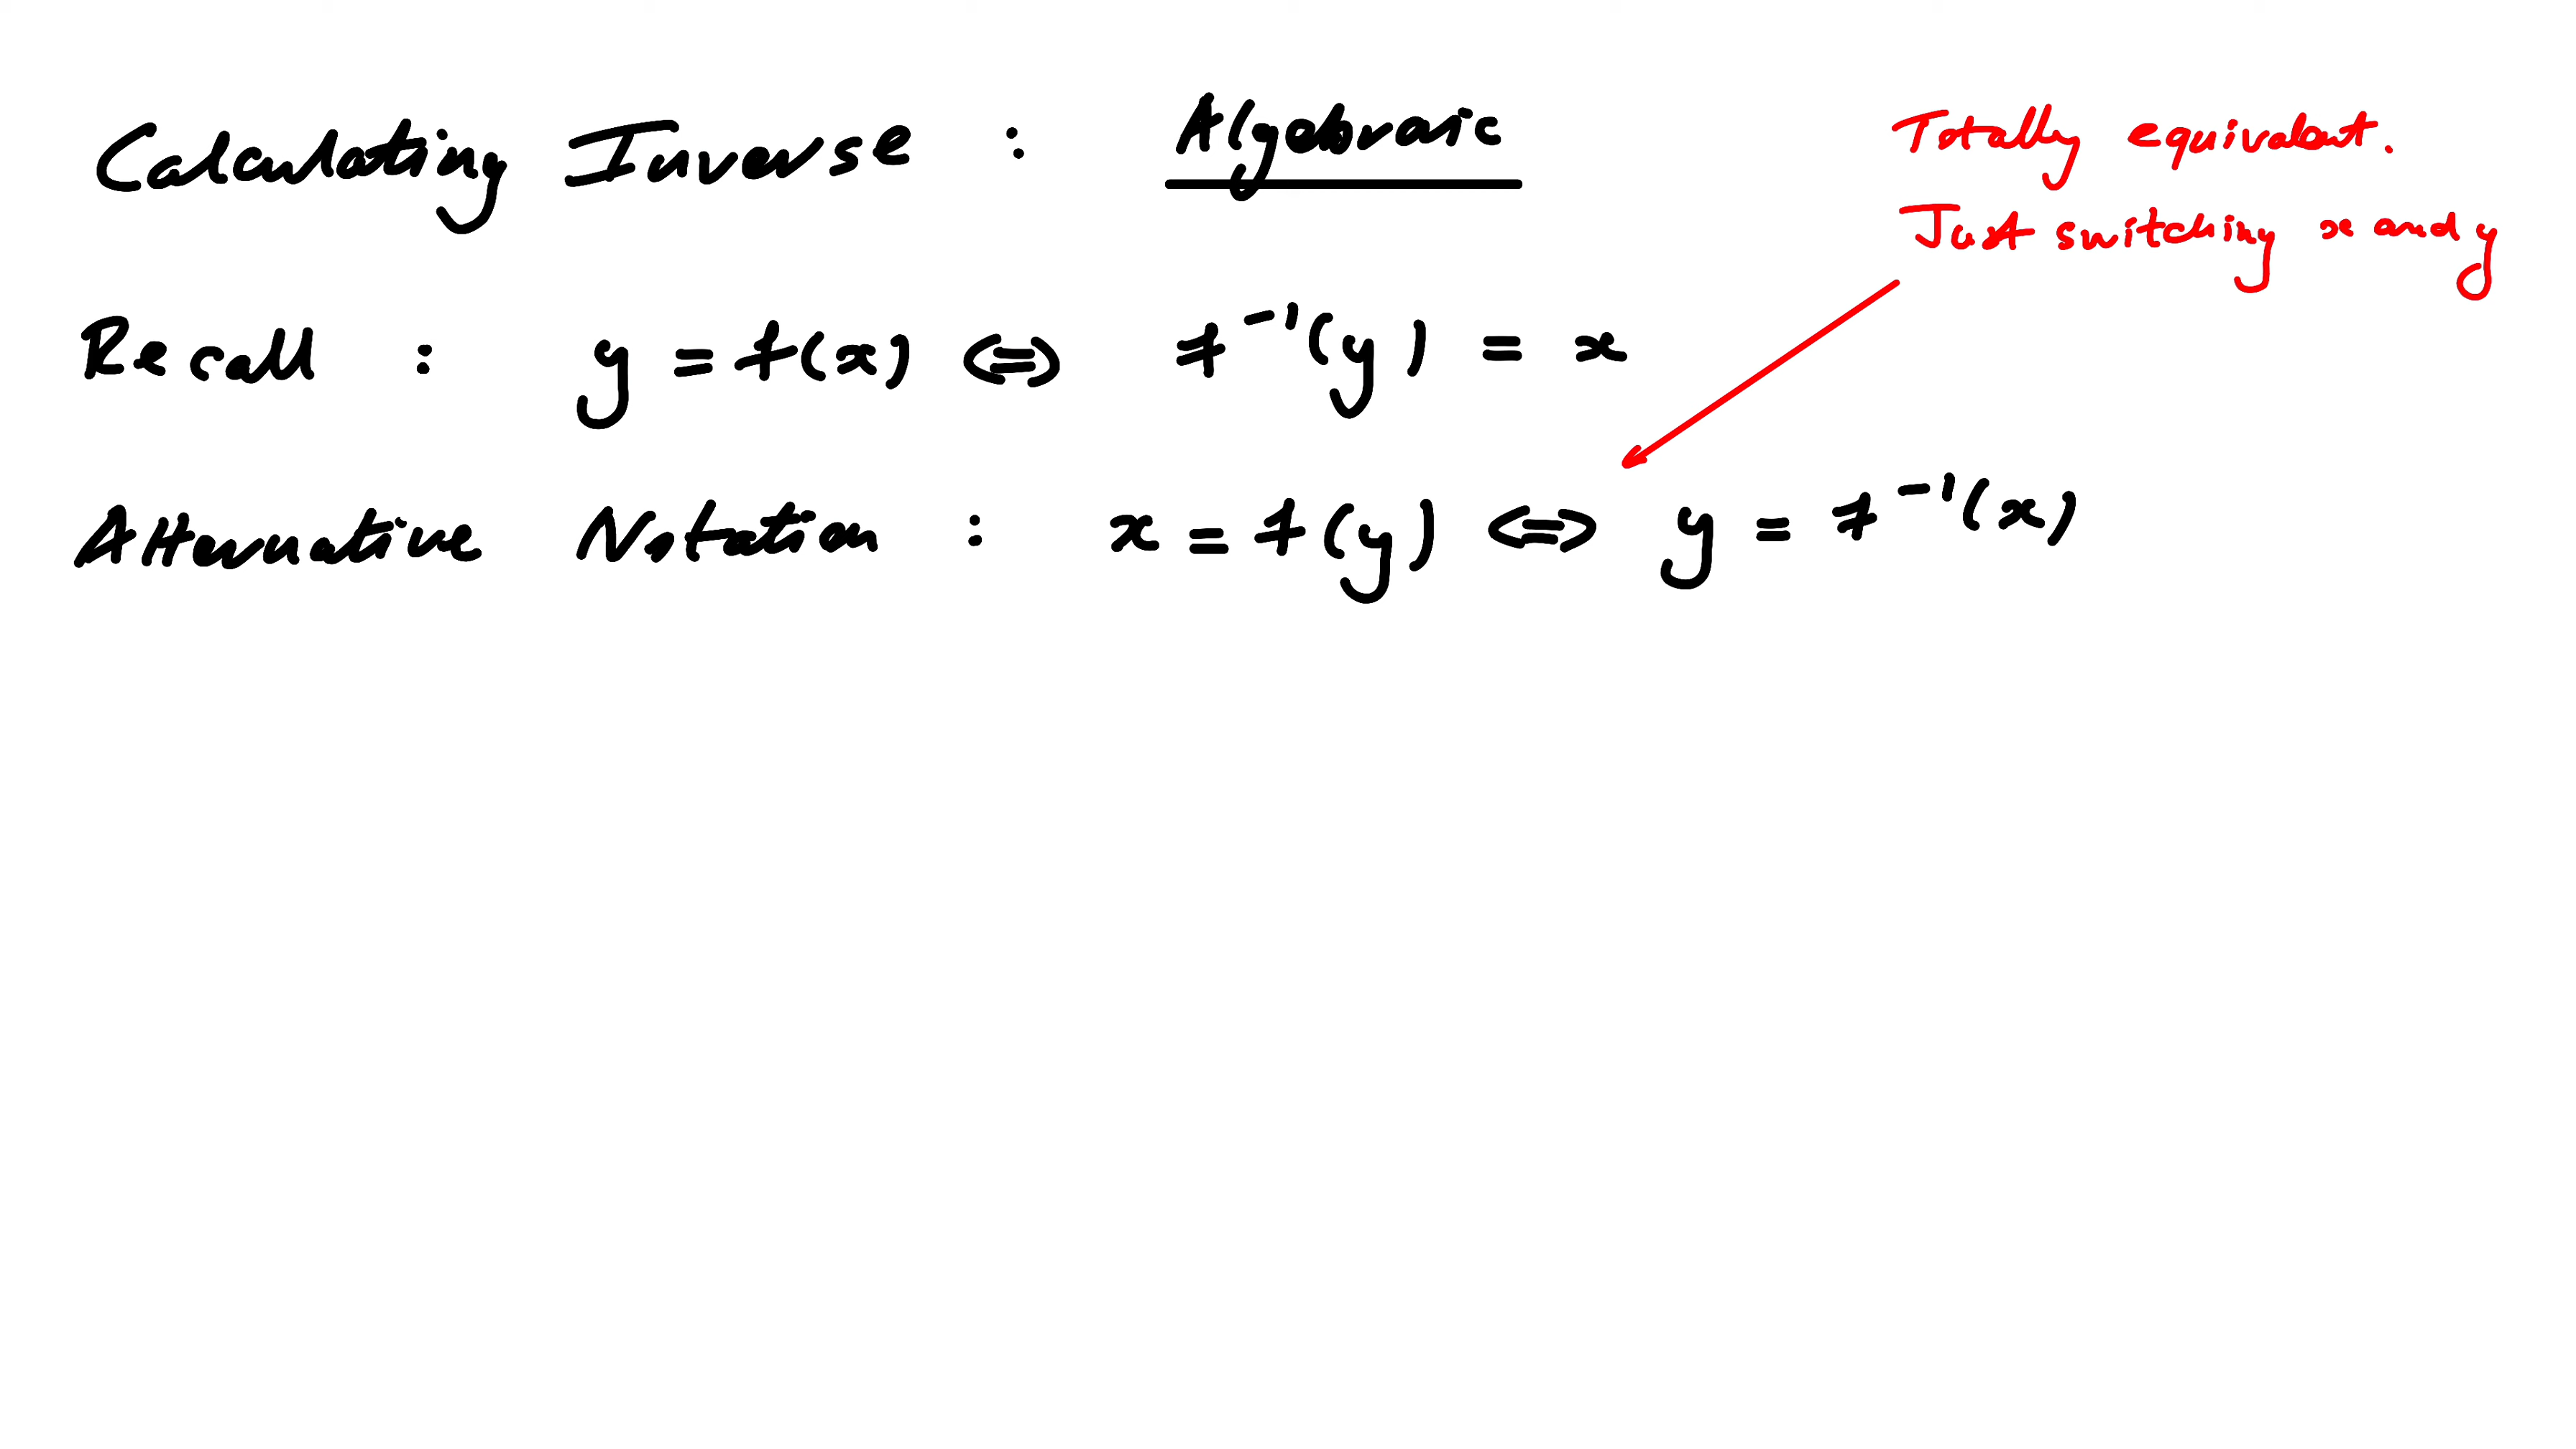 Calculating Inverse : Algebraic
Totally equivalent.
Just switching x and y
Recall : y = f(x) ⇔ f⁻¹(y) = x
Alternative Notation : x = f(y) ⇔ y = f⁻¹(x)